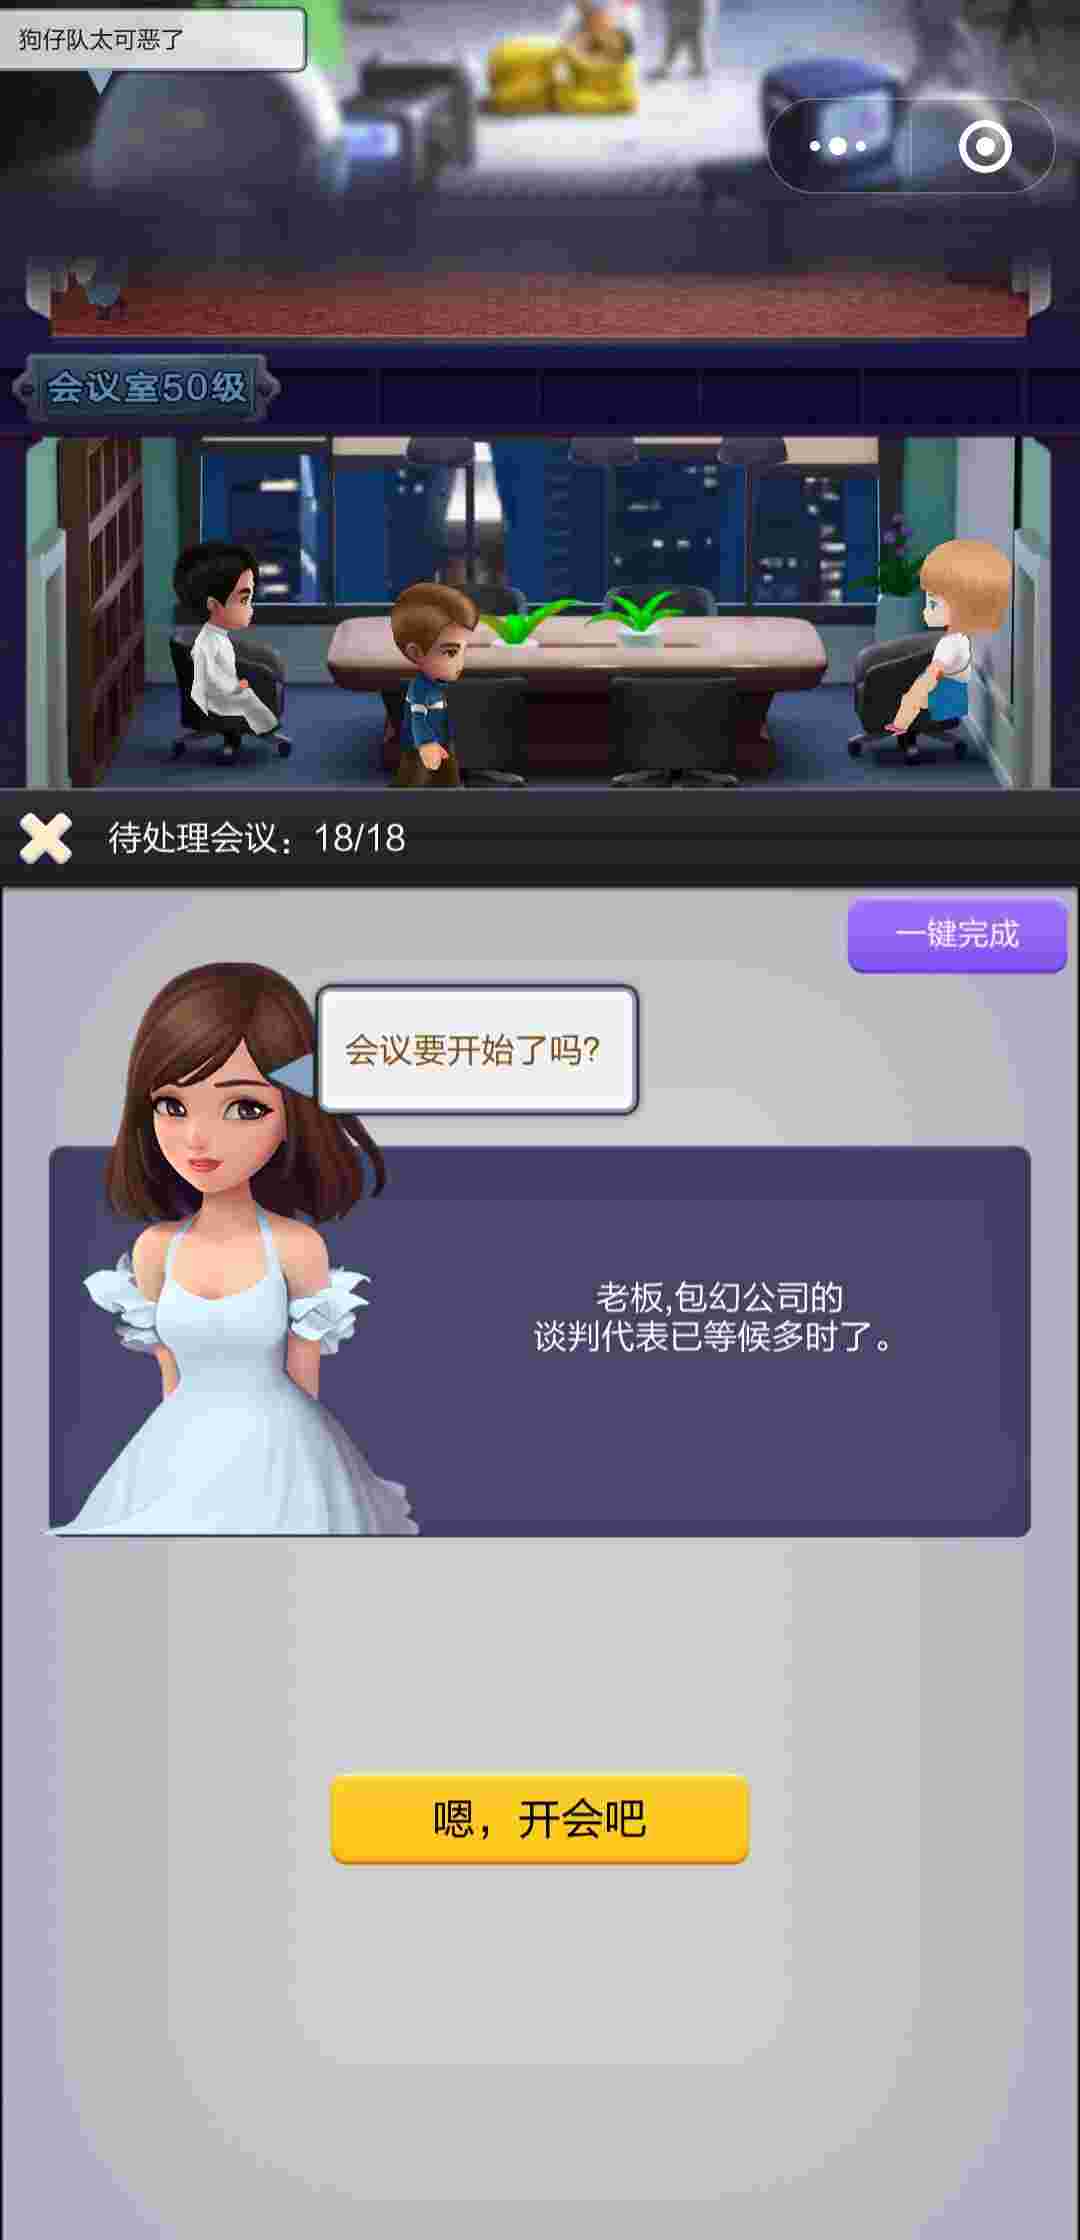 狗仔队太可恶了
会议室50级
待处理会议：18/18
一键完成
会议要开始了吗?
老板,包幻公司的
谈判代表已等候多时了。
嗯，开会吧